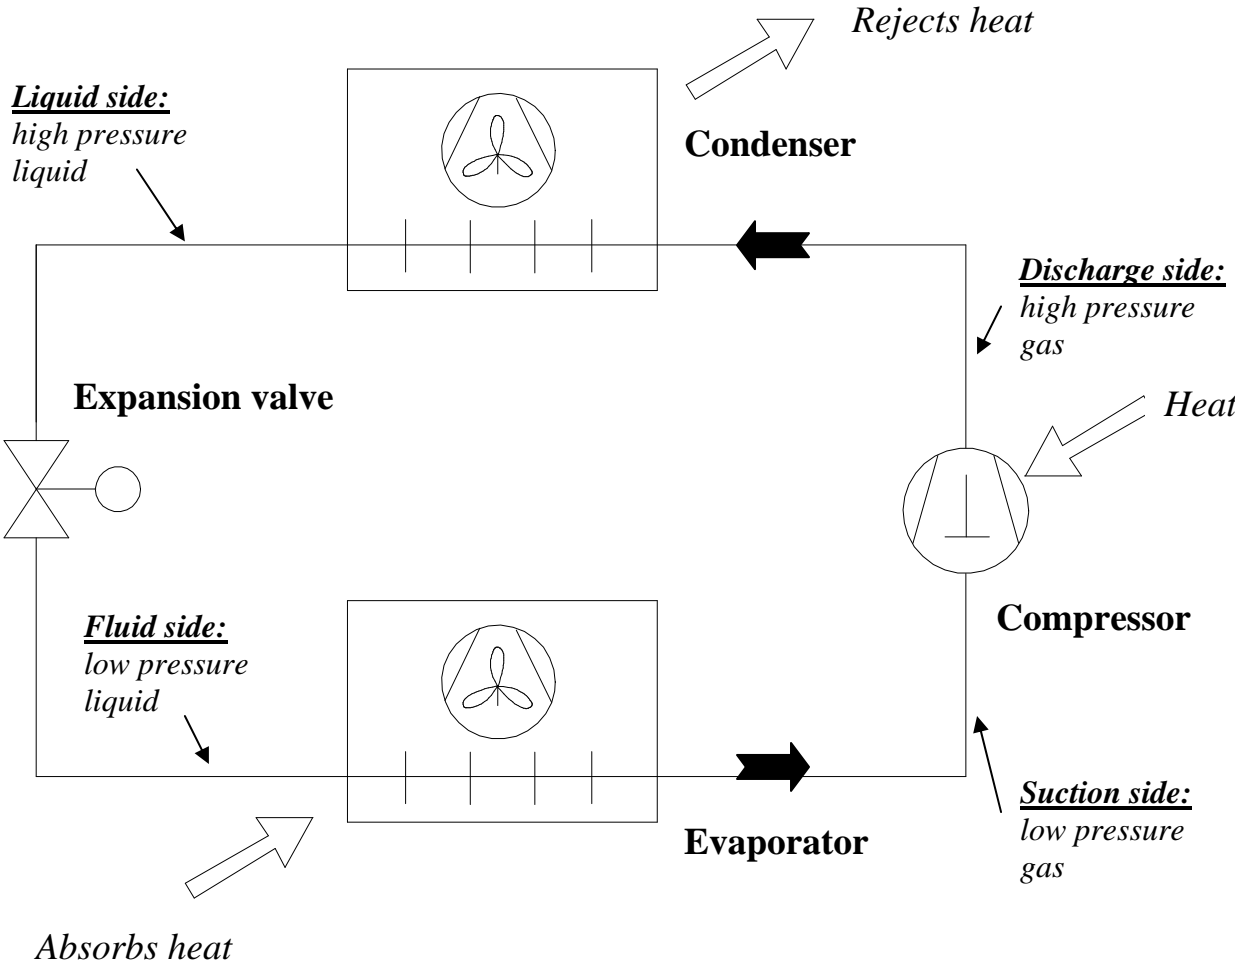 Rejects heat
Liquid side:
high pressure
liquid
Condenser
Discharge side:
high pressure
gas
Expansion valve
Heat
Compressor
Fluid side:
low pressure
liquid
Suction side:
low pressure
gas
Evaporator
Absorbs heat